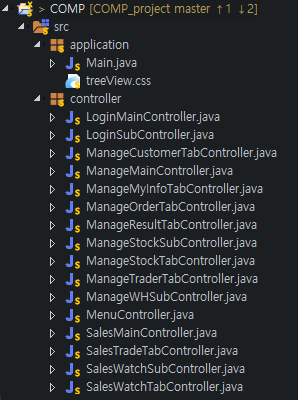 > COMP [COMP_project master ↑1 ↓2]
src
application
Main.java
treeView.css
controller
LoginMainController.java
LoginSubController.java
ManageCustomerTabController.java
ManageMainController.java
ManageMyInfoTabController.java
ManageOrderTabController.java
ManageResultTabController.java
ManageStockSubController.java
ManageStockTabController.java
ManageTraderTabController.java
ManageWHSubController.java
MenuController.java
SalesMainController.java
SalesTradeTabController.java
SalesWatchSubController.java
SalesWatchTabController.java